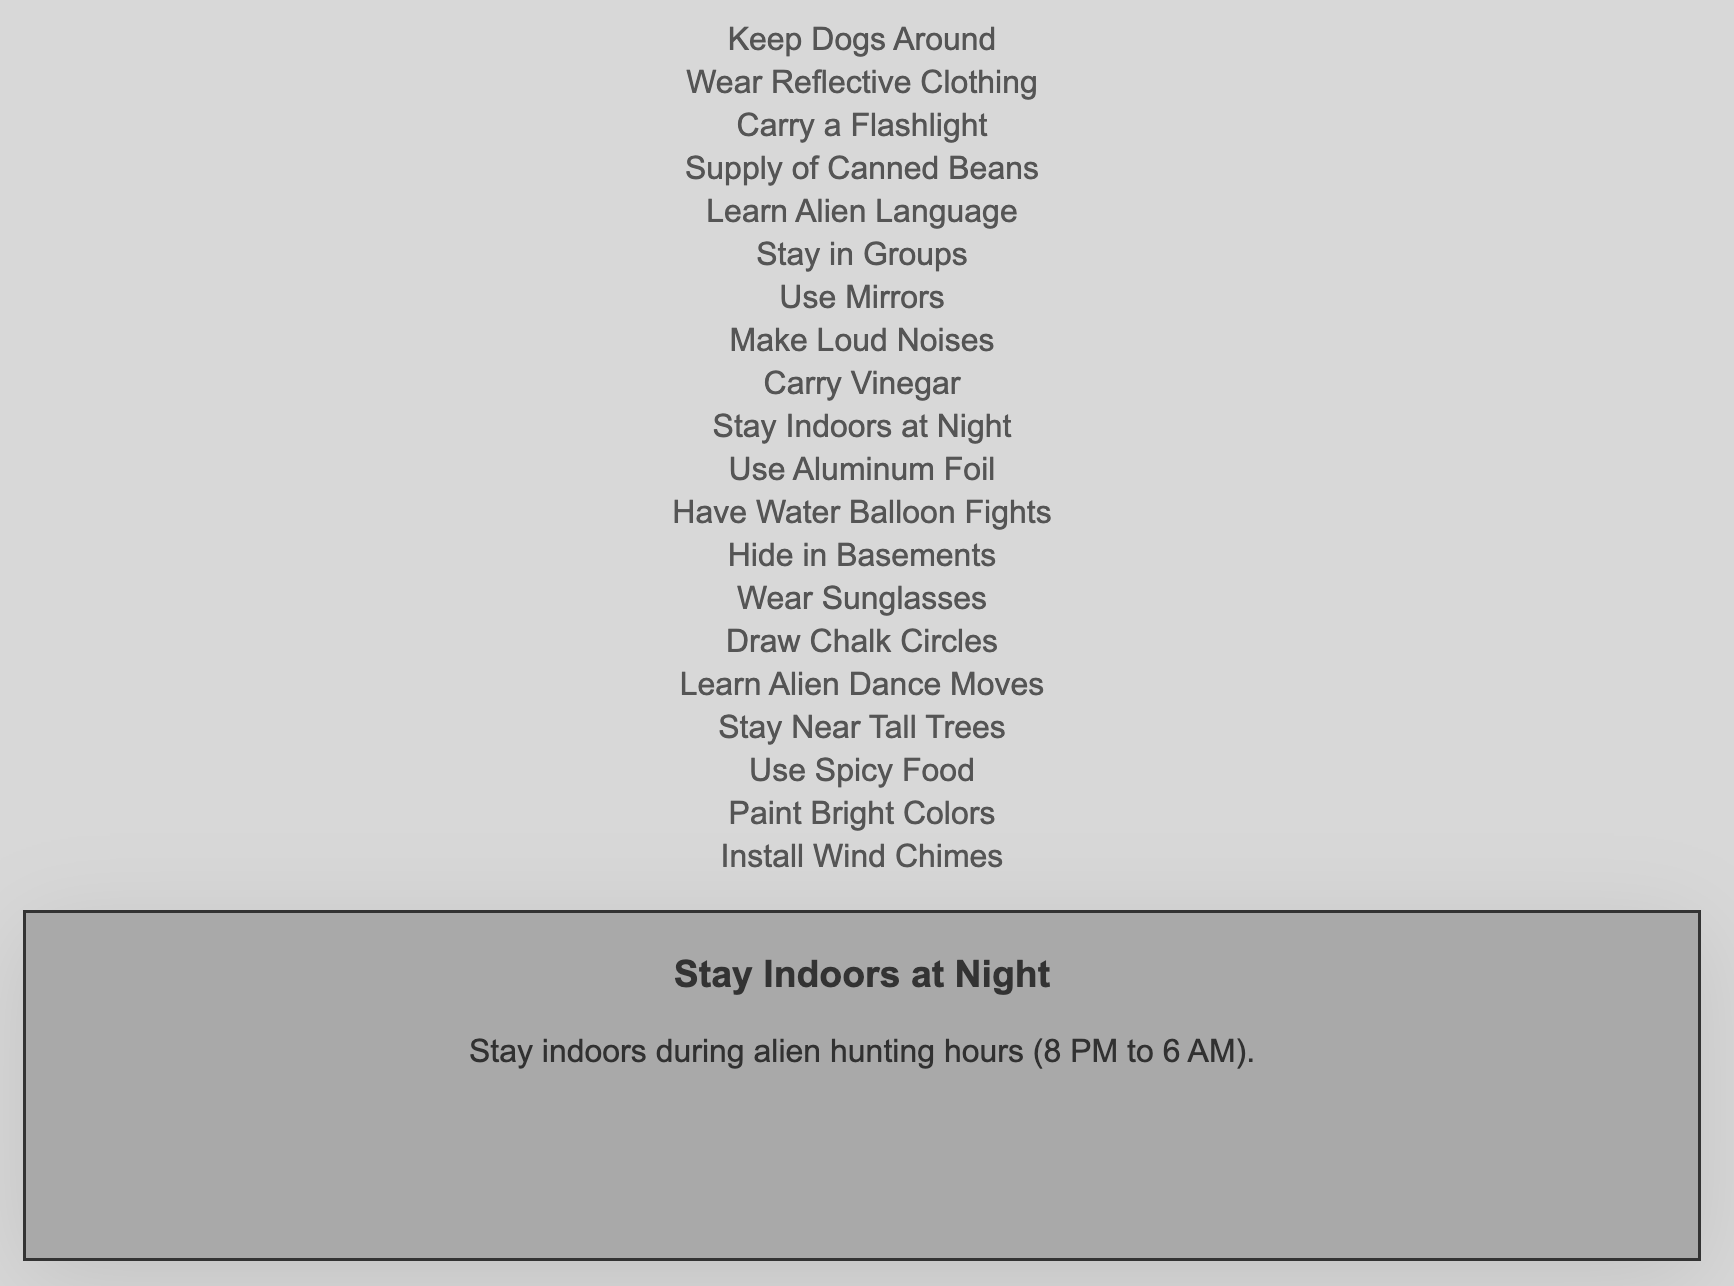 Keep Dogs Around
Wear Reflective Clothing
Carry a Flashlight
Supply of Canned Beans
Learn Alien Language
Stay in Groups
Use Mirrors
Make Loud Noises
Carry Vinegar
Stay Indoors at Night
Use Aluminum Foil
Have Water Balloon Fights
Hide in Basements
Wear Sunglasses
Draw Chalk Circles
Learn Alien Dance Moves
Stay Near Tall Trees
Use Spicy Food
Paint Bright Colors
Install Wind Chimes
Stay Indoors at Night
Stay indoors during alien hunting hours (8 PM to 6 AM).